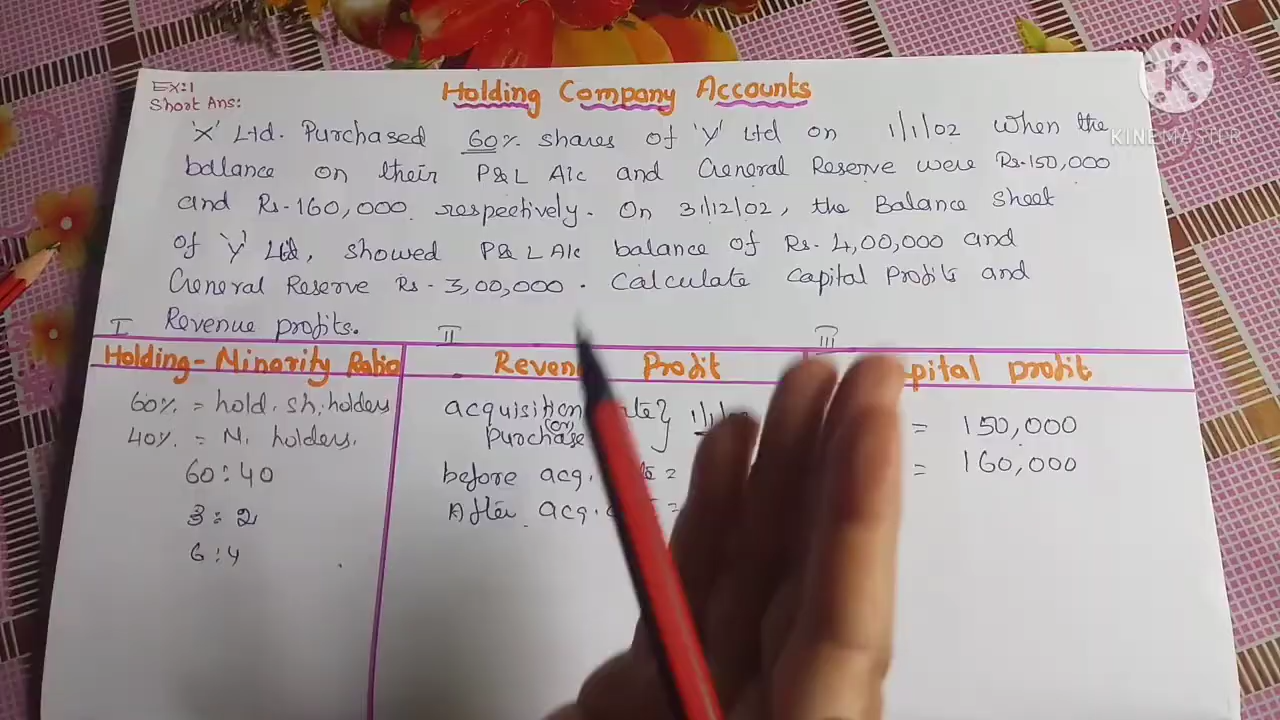 Ex:1
Short Ans:
Holding Company Accounts
'X' Ltd. Purchased 60% shares of 'Y' Ltd on 1/1/02 when the
balance on their P&L A/c and General Reserve were Rs.150,000
and Rs.160,000 respectively. On 31/12/02, the Balance Sheet
of 'Y' Ltd, showed P&L A/c balance of Rs. 4,00,000 and
General Reserve Rs. 3,00,000. Calculate capital Profits and
Revenue profits.
I II III
Holding-Minority Ratio
60% = hold. sh. holders
40% = M. holders.
60:40
3:2
6:4
Profit
acquisition
(or)
purchase
before acq.
After acq.
profit
= 150,000
= 160,000
KINEMASTER
K